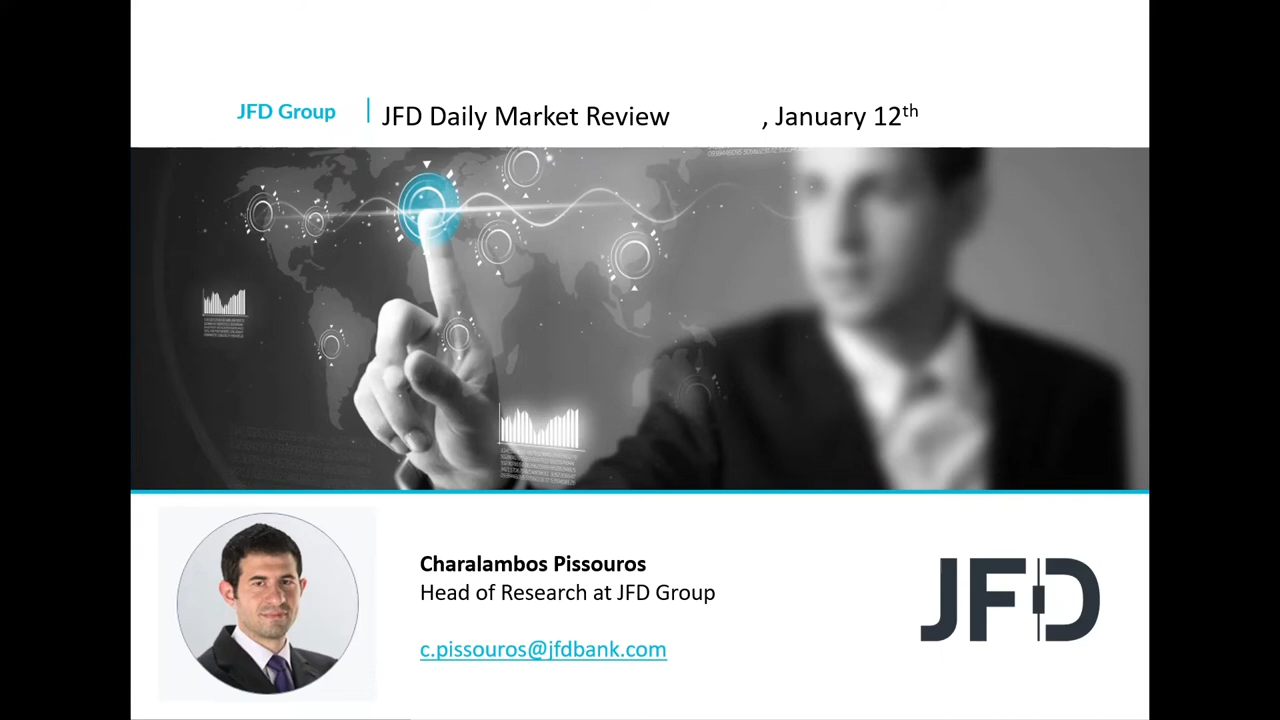 JFD Group
JFD Daily Market Review , January 12th
Charalambos Pissouros
Head of Research at JFD Group
c.pissouros@jfdbank.com
JFD